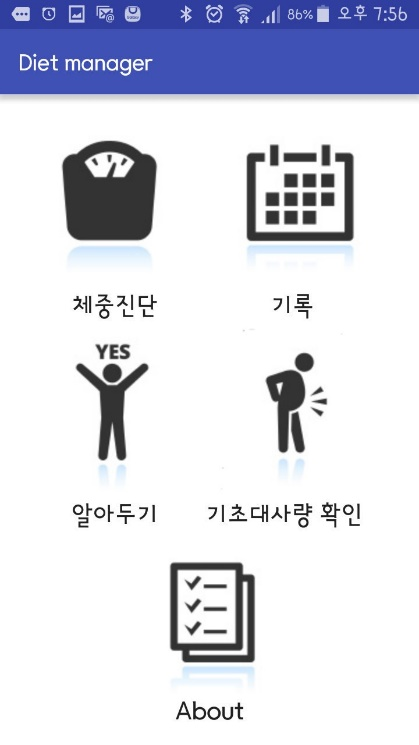 86% 오후 7:56
Diet manager
체중진단 기록
YES
알아두기 기초대사량 확인
About